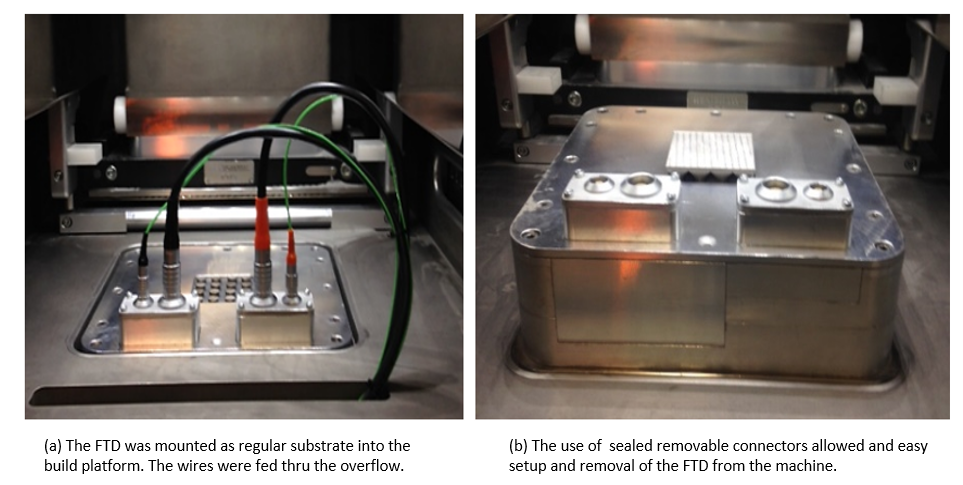 (a) The FTD was mounted as regular substrate into the
build platform. The wires were fed thru the overflow.
(b) The use of sealed removable connectors allowed and easy
setup and removal of the FTD from the machine.